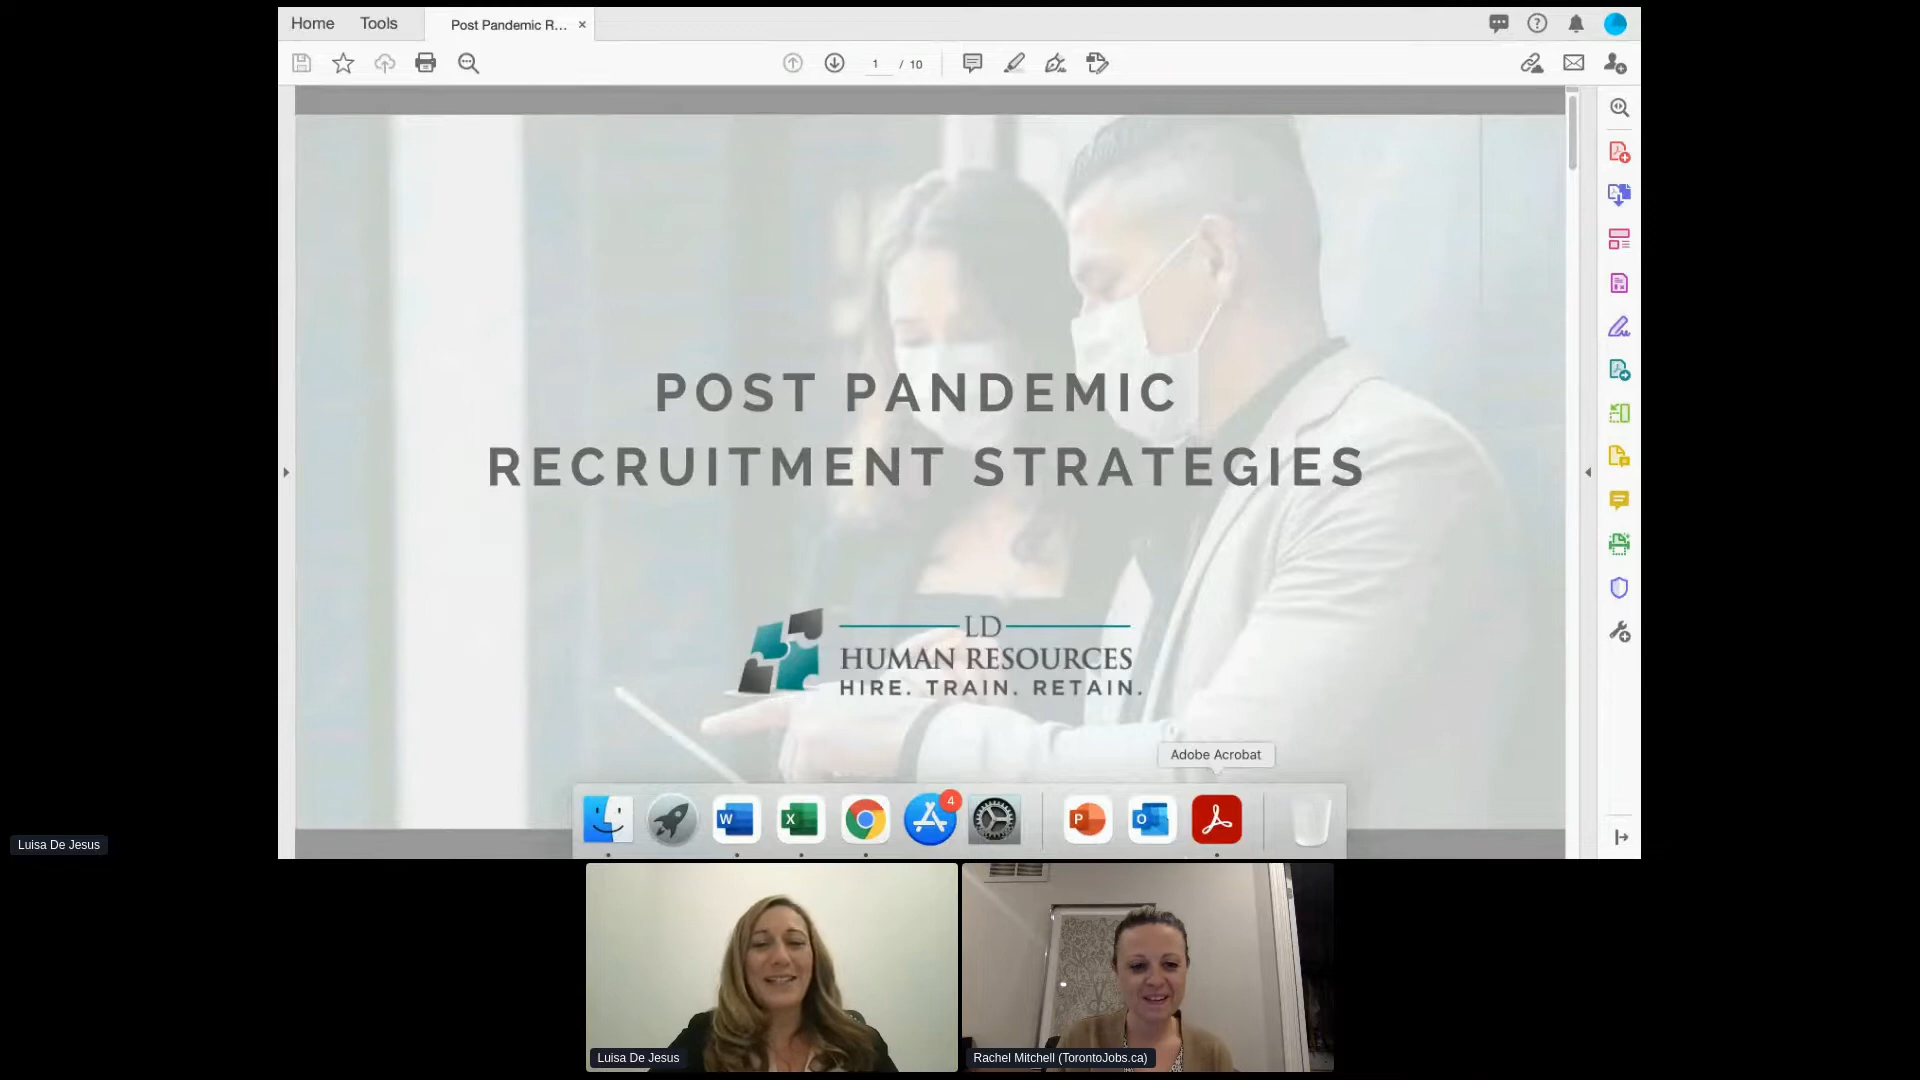 Home Tools Post Pandemic R... ×
1 / 10
POST PANDEMIC
RECRUITMENT STRATEGIES
LD
HUMAN RESOURCES
HIRE. TRAIN. RETAIN.
Adobe Acrobat
4
W X P O
Luisa De Jesus
Luisa De Jesus
Rachel Mitchell (TorontoJobs.ca)